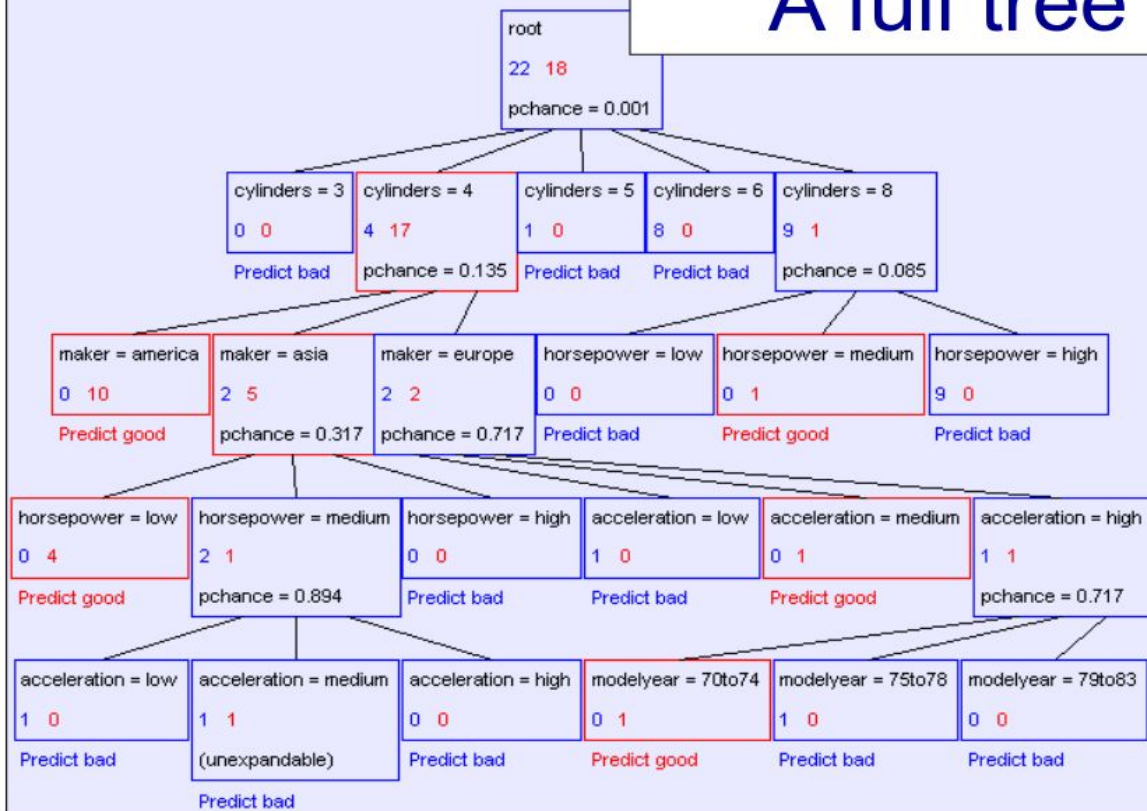 A full tree
root
22 18
pchance = 0.001
cylinders = 3
0 0
Predict bad
cylinders = 4
4 17
pchance = 0.135
cylinders = 5
1 0
Predict bad
cylinders = 6
8 0
Predict bad
cylinders = 8
9 1
pchance = 0.085
maker = america
0 10
Predict good
maker = asia
2 5
pchance = 0.317
maker = europe
2 2
pchance = 0.717
horsepower = low
0 0
Predict bad
horsepower = medium
0 1
Predict good
horsepower = high
9 0
Predict bad
horsepower = low
0 4
Predict good
horsepower = medium
2 1
pchance = 0.894
horsepower = high
0 0
Predict bad
acceleration = low
1 0
Predict bad
acceleration = medium
0 1
Predict good
acceleration = high
1 1
pchance = 0.717
acceleration = low
1 0
Predict bad
acceleration = medium
1 1
(unexpandable)
Predict bad
acceleration = high
0 0
Predict bad
modelyear = 70to74
0 1
Predict good
modelyear = 75to78
1 0
Predict bad
modelyear = 79to83
0 0
Predict bad